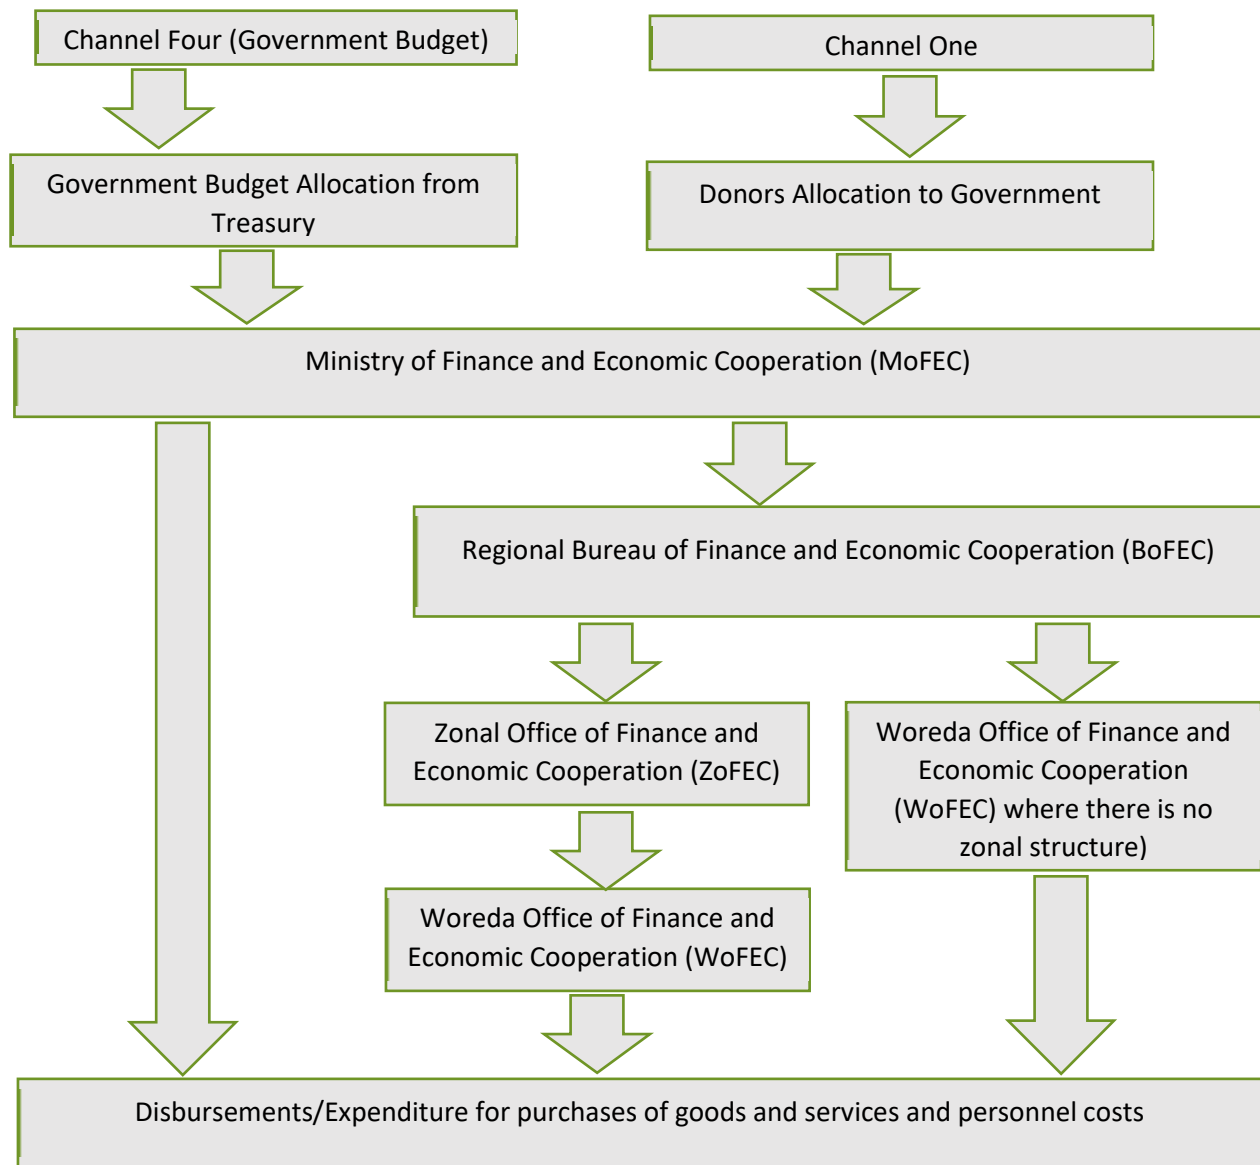 Channel Four (Government Budget)
Channel One
Government Budget Allocation from
Treasury
Donors Allocation to Government
Ministry of Finance and Economic Cooperation (MoFEC)
Regional Bureau of Finance and Economic Cooperation (BoFEC)
Zonal Office of Finance and
Economic Cooperation (ZoFEC)
Woreda Office of Finance and
Economic Cooperation
(WoFEC) where there is no
zonal structure)
Woreda Office of Finance and
Economic Cooperation (WoFEC)
Disbursements/Expenditure for purchases of goods and services and personnel costs